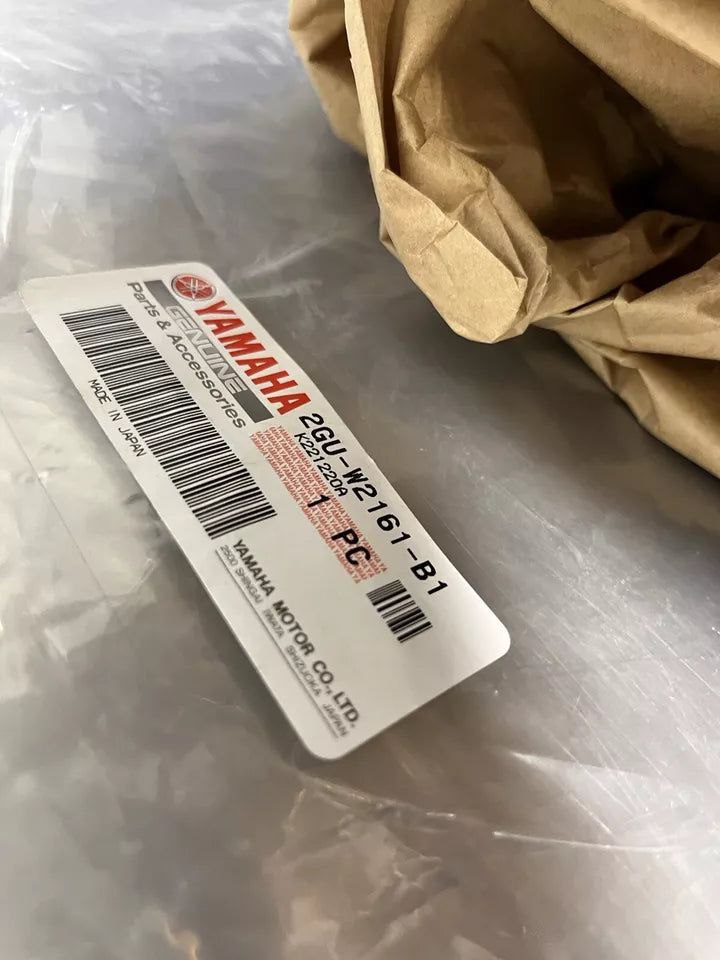 YAMAHA
GENUINE
Parts & Accessories
MADE IN JAPAN
2GU-W2161-B1
K221220A
1 PC
YAMAHA MOTOR CO., LTD.
2500 SHINGAI IWATA SHIZUOKA JAPAN